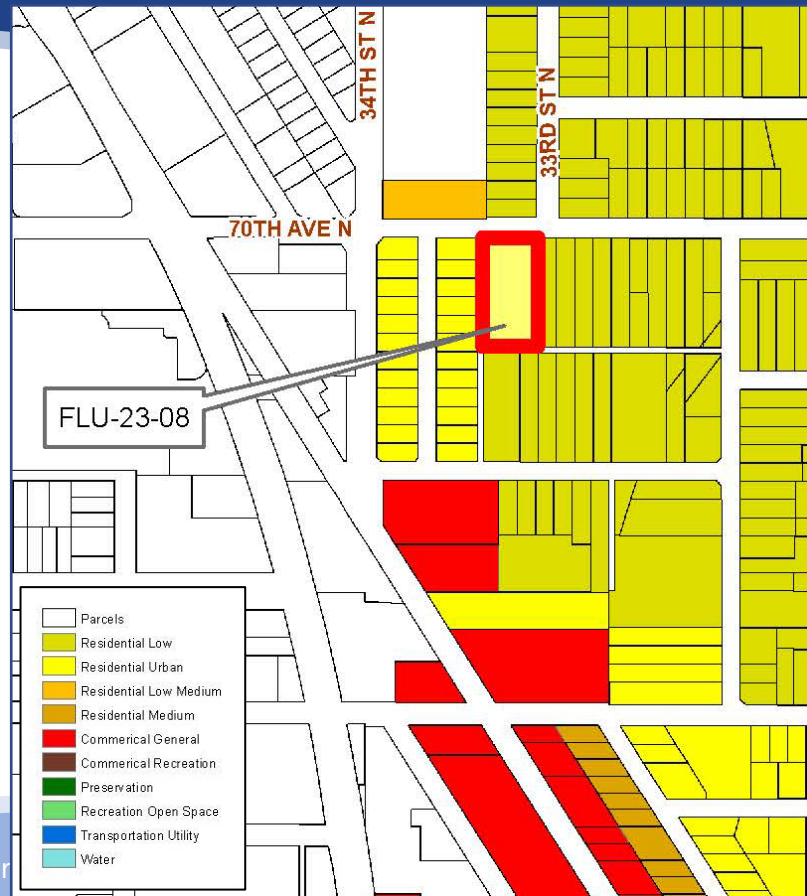 34TH ST N
33RD ST N
70TH AVE N
FLU-23-08
Parcels
Residential Low
Residential Urban
Residential Low Medium
Residential Medium
Commerical General
Commerical Recreation
Preservation
Recreation Open Space
Transportation Utility
Water